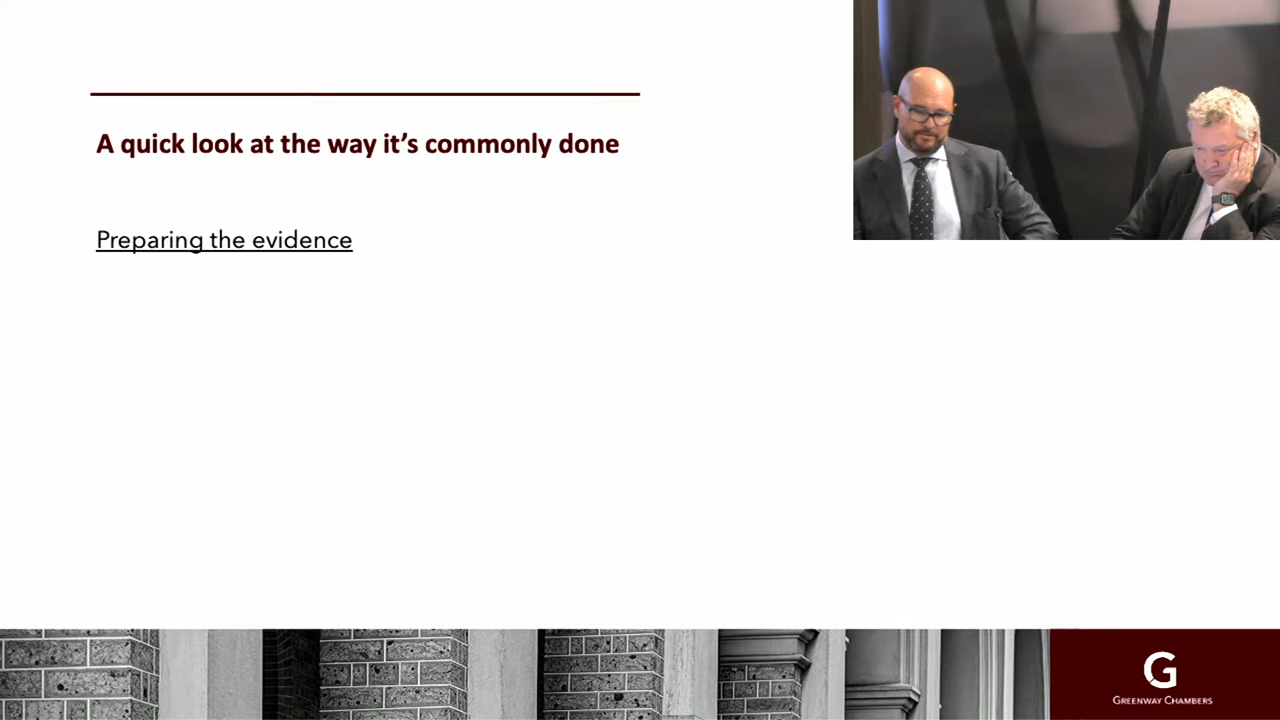 A quick look at the way it’s commonly done
Preparing the evidence
G
GREENWAY CHAMBERS